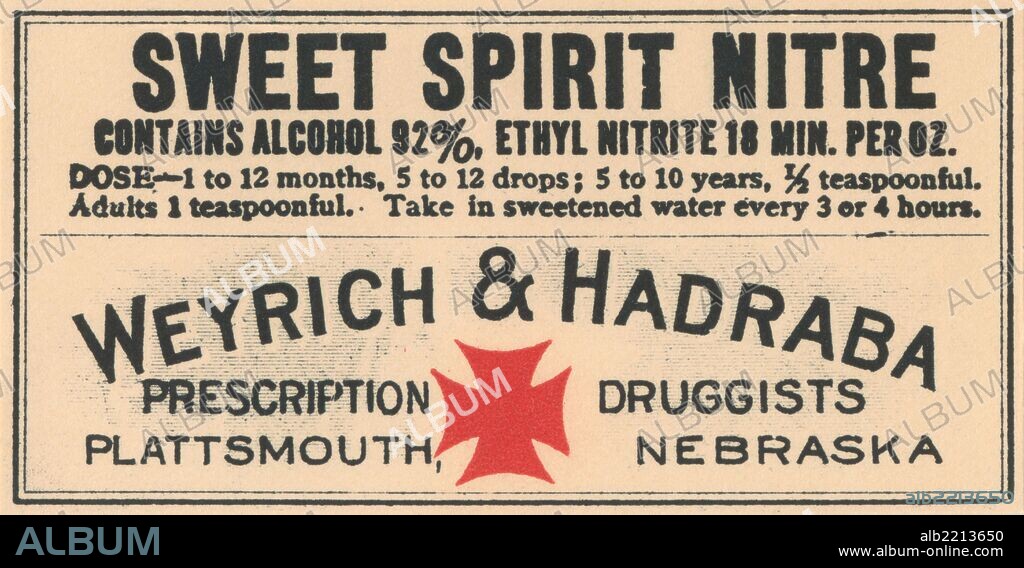 SWEET SPIRIT NITRE
CONTAINS ALCOHOL 92%. ETHYL NITRITE 18 MIN. PER OZ.
DOSE—1 to 12 months, 5 to 12 drops; 5 to 10 years, ½ teaspoonful.
Adults 1 teaspoonful. Take in sweetened water every 3 or 4 hours.
WEYRICH & HADRABA
PRESCRIPTION DRUGGISTS
PLATTSMOUTH, NEBRASKA
alb2213650
ALBUM
alb2213650
www.album-online.com